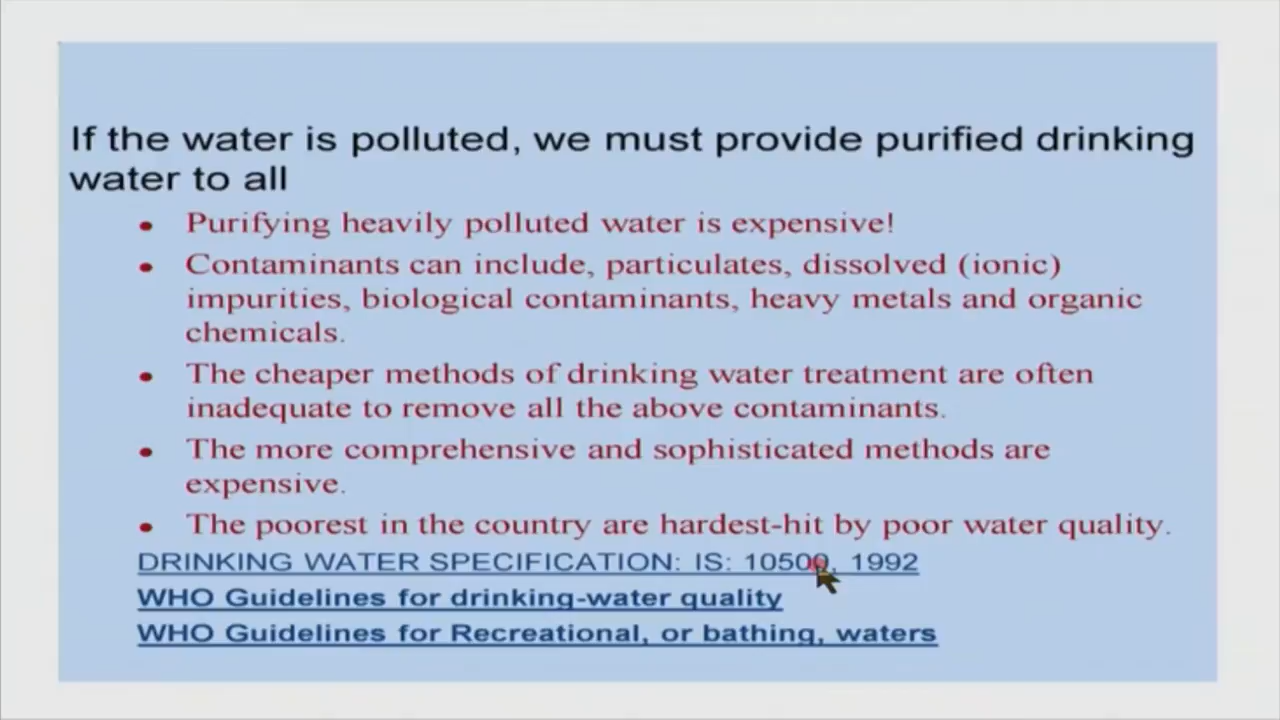 If the water is polluted, we must provide purified drinking
water to all
• Purifying heavily polluted water is expensive!
• Contaminants can include, particulates, dissolved (ionic)
impurities, biological contaminants, heavy metals and organic
chemicals.
• The cheaper methods of drinking water treatment are often
inadequate to remove all the above contaminants.
• The more comprehensive and sophisticated methods are
expensive.
• The poorest in the country are hardest-hit by poor water quality.
DRINKING WATER SPECIFICATION: IS: 10500, 1992
WHO Guidelines for drinking-water quality
WHO Guidelines for Recreational, or bathing, waters